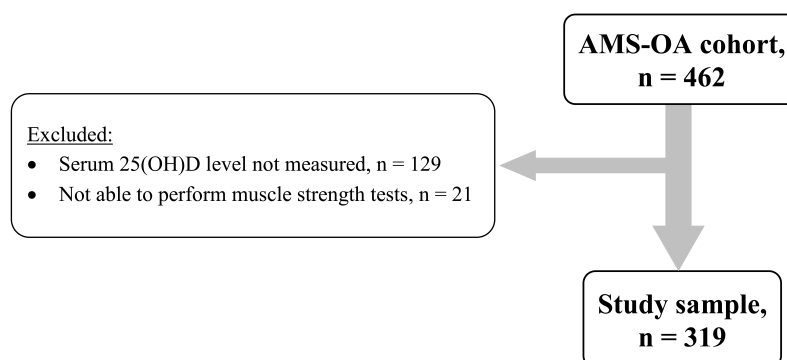 AMS-OA cohort,
n = 462
Excluded:
• Serum 25(OH)D level not measured, n = 129
• Not able to perform muscle strength tests, n = 21
Study sample,
n = 319